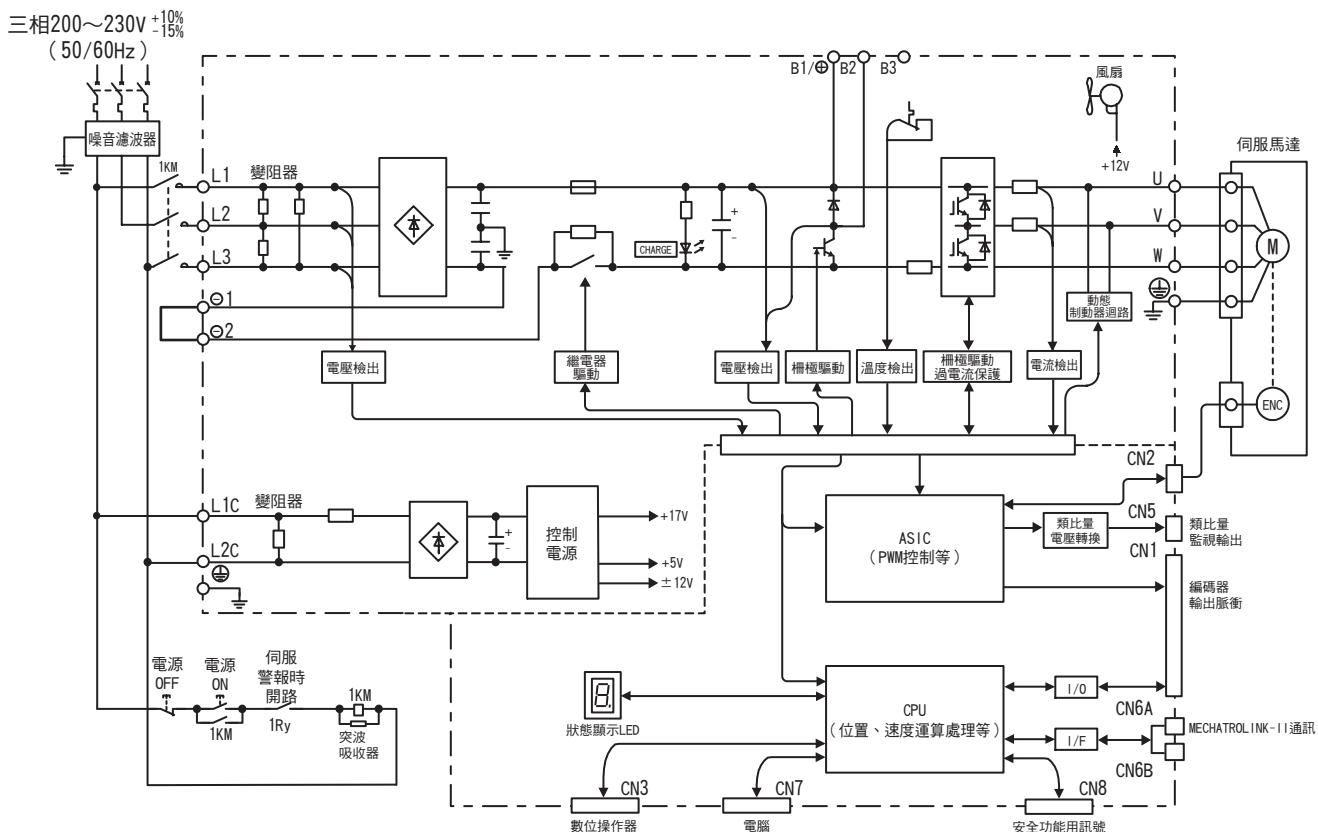 三相200～230V +10% -15%
（50/60Hz）
噪音濾波器
1KM
L1
變阻器
L2
L3
⊖1
⊖2
CHARGE
+
-
B1/⊕
B2
B3
風扇
+12V
伺服馬達
U
V
W
M
ENC
電壓檢出
繼電器
驅動
電壓檢出
柵極驅動
溫度檢出
柵極驅動
過電流保護
電流檢出
動態
制動器迴路
L1C
變阻器
L2C
+
-
控制
電源
+17V
+5V
±12V
ASIC
（PWM控制等）
類比量
電壓轉換
CN2
CN5
類比量
監視輸出
CN1
編碼器
輸出脈衝
電源
OFF
電源
ON
1KM
伺服
警報時
開路
1Ry
1KM
突波
吸收器
8.
狀態顯示LED
CPU
（位置、速度運算處理等）
I/O
I/F
CN6A
MECHATROLINK-II通訊
CN6B
CN3
數位操作器
CN7
電腦
CN8
安全功能用訊號